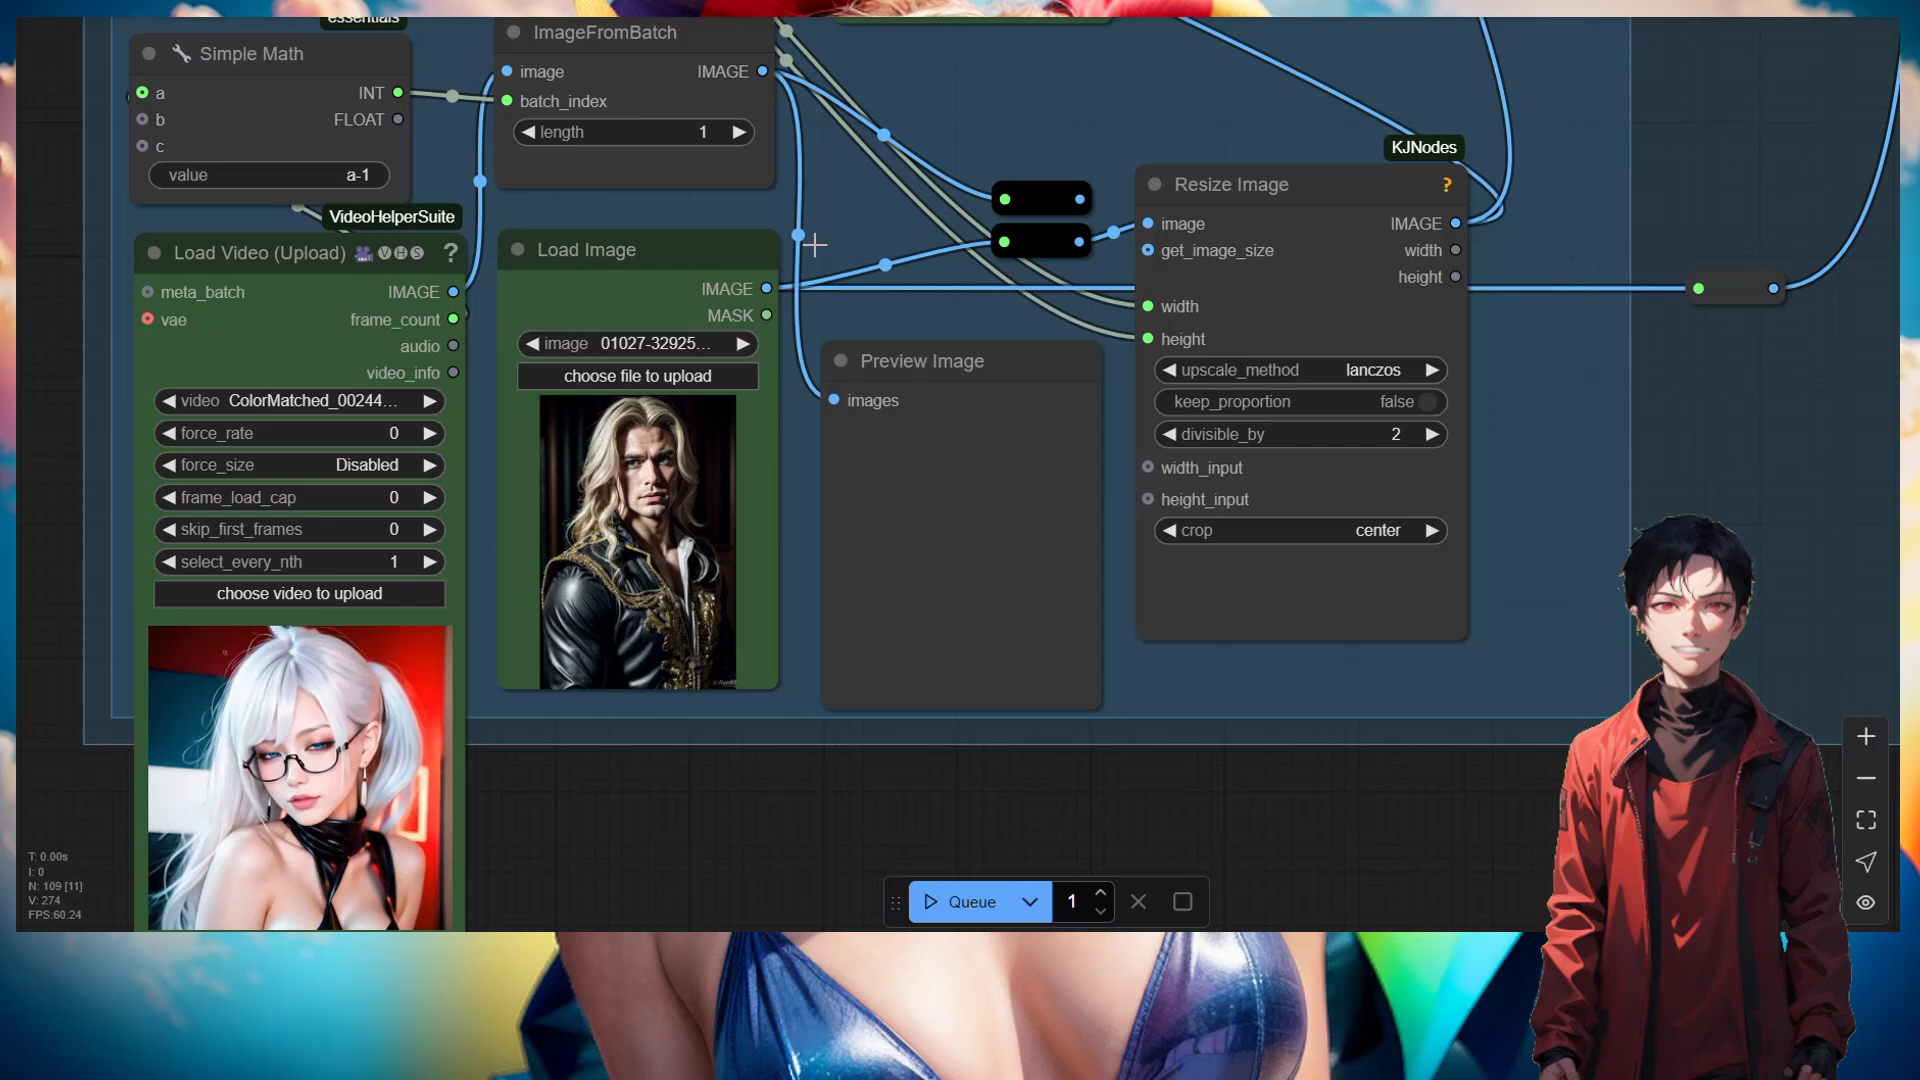 essentials
Simple Math
a
INT
b
FLOAT
c
value a-1
ImageFromBatch
image IMAGE
batch_index
length 1
VideoHelperSuite
Load Video (Upload) V H S ?
meta_batch IMAGE
vae frame_count
audio
video_info
video ColorMatched_00244...
force_rate 0
force_size Disabled
frame_load_cap 0
skip_first_frames 0
select_every_nth 1
choose video to upload
Load Image
IMAGE
MASK
image 01027-32925...
choose file to upload
Preview Image
images
KJNodes
Resize Image ?
image IMAGE
get_image_size width
height
width
height
upscale_method lanczos
keep_proportion false
divisible_by 2
width_input
height_input
crop center
T: 0.00s
I: 0
N: 109 [11]
V: 274
FPS:60.24
Queue 1